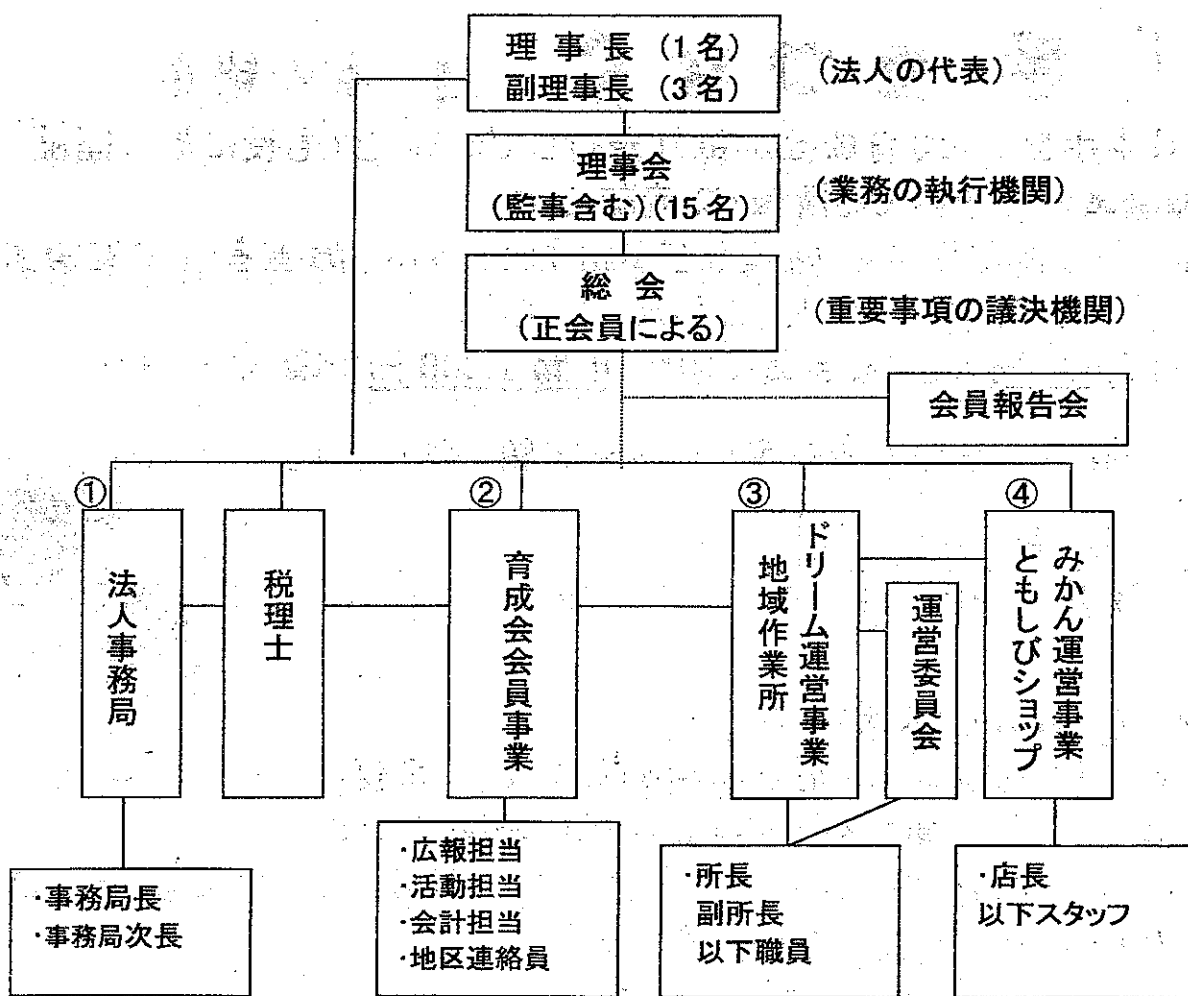 理 事 長 (1 名)
副理事長 (3 名)
(法人の代表)
理事会
(監事含む)(15 名)
(業務の執行機関)
総 会
(正会員による)
(重要事項の議決機関)
会員報告会
①
法人事務局
税理士
②
育成会会員事業
③
ドリーム運営事業
地域作業所
運営委員会
④
みかん運営事業
ともしびショップ
・事務局長
・事務局次長
・広報担当
・活動担当
・会計担当
・地区連絡員
・所長
副所長
以下職員
・店長
以下スタッフ